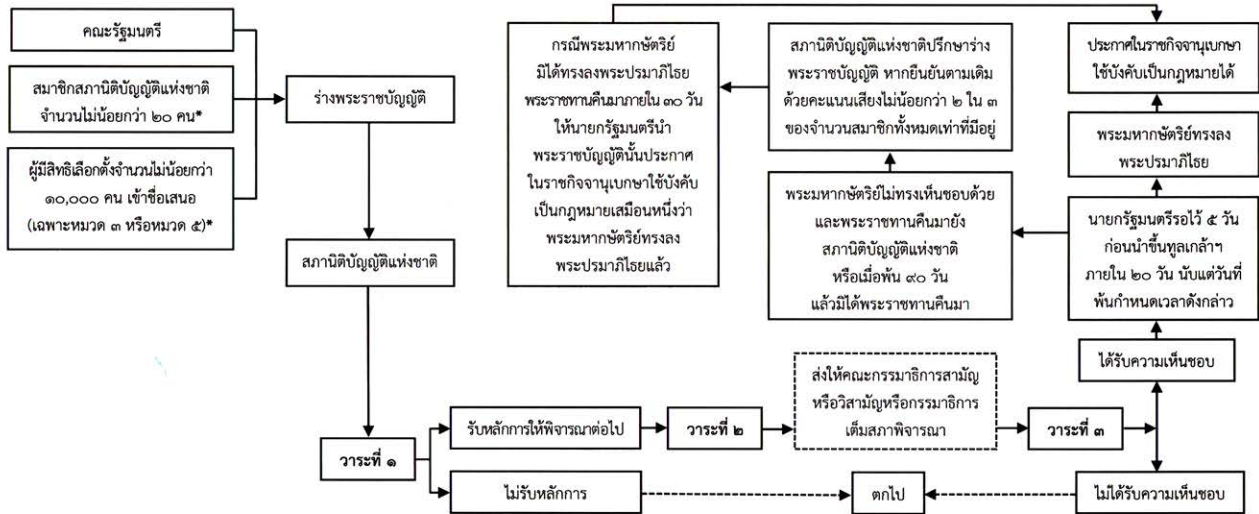 คณะรัฐมนตรี
สมาชิกสภานิติบัญญัติแห่งชาติ
จำนวนไม่น้อยกว่า ๒๐ คน*
ผู้มีสิทธิเลือกตั้งจำนวนไม่น้อยกว่า
๑๐,๐๐๐ คน เข้าชื่อเสนอ
(เฉพาะหมวด ๓ หรือหมวด ๕)*
ร่างพระราชบัญญัติ
สภานิติบัญญัติแห่งชาติ
วาระที่ ๑
รับหลักการให้พิจารณาต่อไป
ไม่รับหลักการ
วาระที่ ๒
ส่งให้คณะกรรมาธิการสามัญ
หรือวิสามัญหรือกรรมาธิการ
เต็มสภาพิจารณา
วาระที่ ๓
ตกไป
ไม่ได้รับความเห็นชอบ
ได้รับความเห็นชอบ
นายกรัฐมนตรีรอไว้ ๕ วัน
ก่อนนำขึ้นทูลเกล้าฯ
ภายใน ๒๐ วัน นับแต่วันที่
พ้นกำหนดเวลาดังกล่าว
พระมหากษัตริย์ทรงลง
พระปรมาภิไธย
ประกาศในราชกิจจานุเบกษา
ใช้บังคับเป็นกฎหมายได้
พระมหากษัตริย์ไม่ทรงเห็นชอบด้วย
และพระราชทานคืนมายัง
สภานิติบัญญัติแห่งชาติ
หรือเมื่อพ้น ๙๐ วัน
แล้วมิได้พระราชทานคืนมา
สภานิติบัญญัติแห่งชาติปรึกษาร่าง
พระราชบัญญัติ หากยืนยันตามเดิม
ด้วยคะแนนเสียงไม่น้อยกว่า ๒ ใน ๓
ของจำนวนสมาชิกทั้งหมดเท่าที่มีอยู่
กรณีพระมหากษัตริย์
มิได้ทรงลงพระปรมาภิไธย
พระราชทานคืนมาภายใน ๓๐ วัน
ให้นายกรัฐมนตรีนำ
พระราชบัญญัตินั้นประกาศ
ในราชกิจจานุเบกษาใช้บังคับ
เป็นกฎหมายเสมือนหนึ่งว่า
พระมหากษัตริย์ทรงลง
พระปรมาภิไธยแล้ว